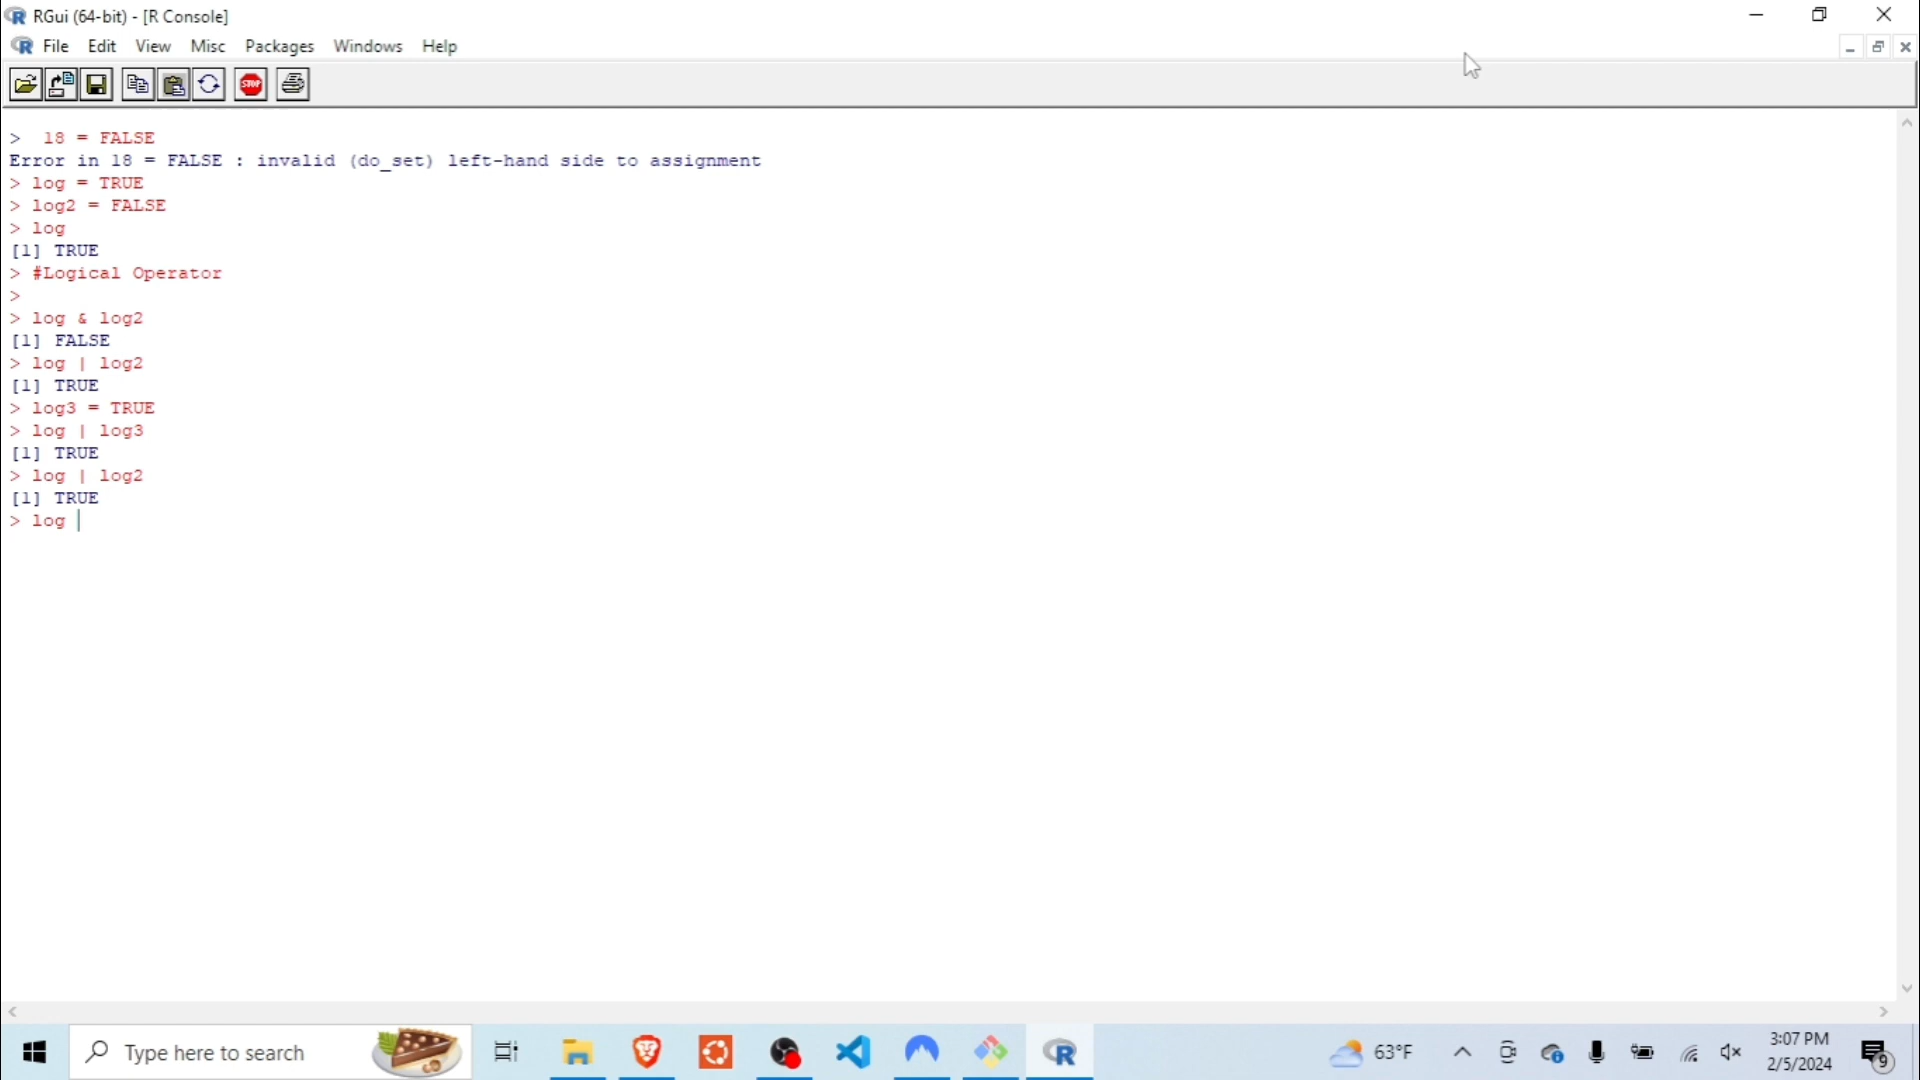 RGui (64-bit) - [R Console]
File Edit View Misc Packages Windows Help
STOP
>  18 = FALSE
Error in 18 = FALSE : invalid (do_set) left-hand side to assignment
> log = TRUE
> log2 = FALSE
> log
[1] TRUE
> #Logical Operator
>
> log & log2
[1] FALSE
> log | log2
[1] TRUE
> log3 = TRUE
> log | log3
[1] TRUE
> log | log2
[1] TRUE
> log
Type here to search
63°F
3:07 PM
2/5/2024
9